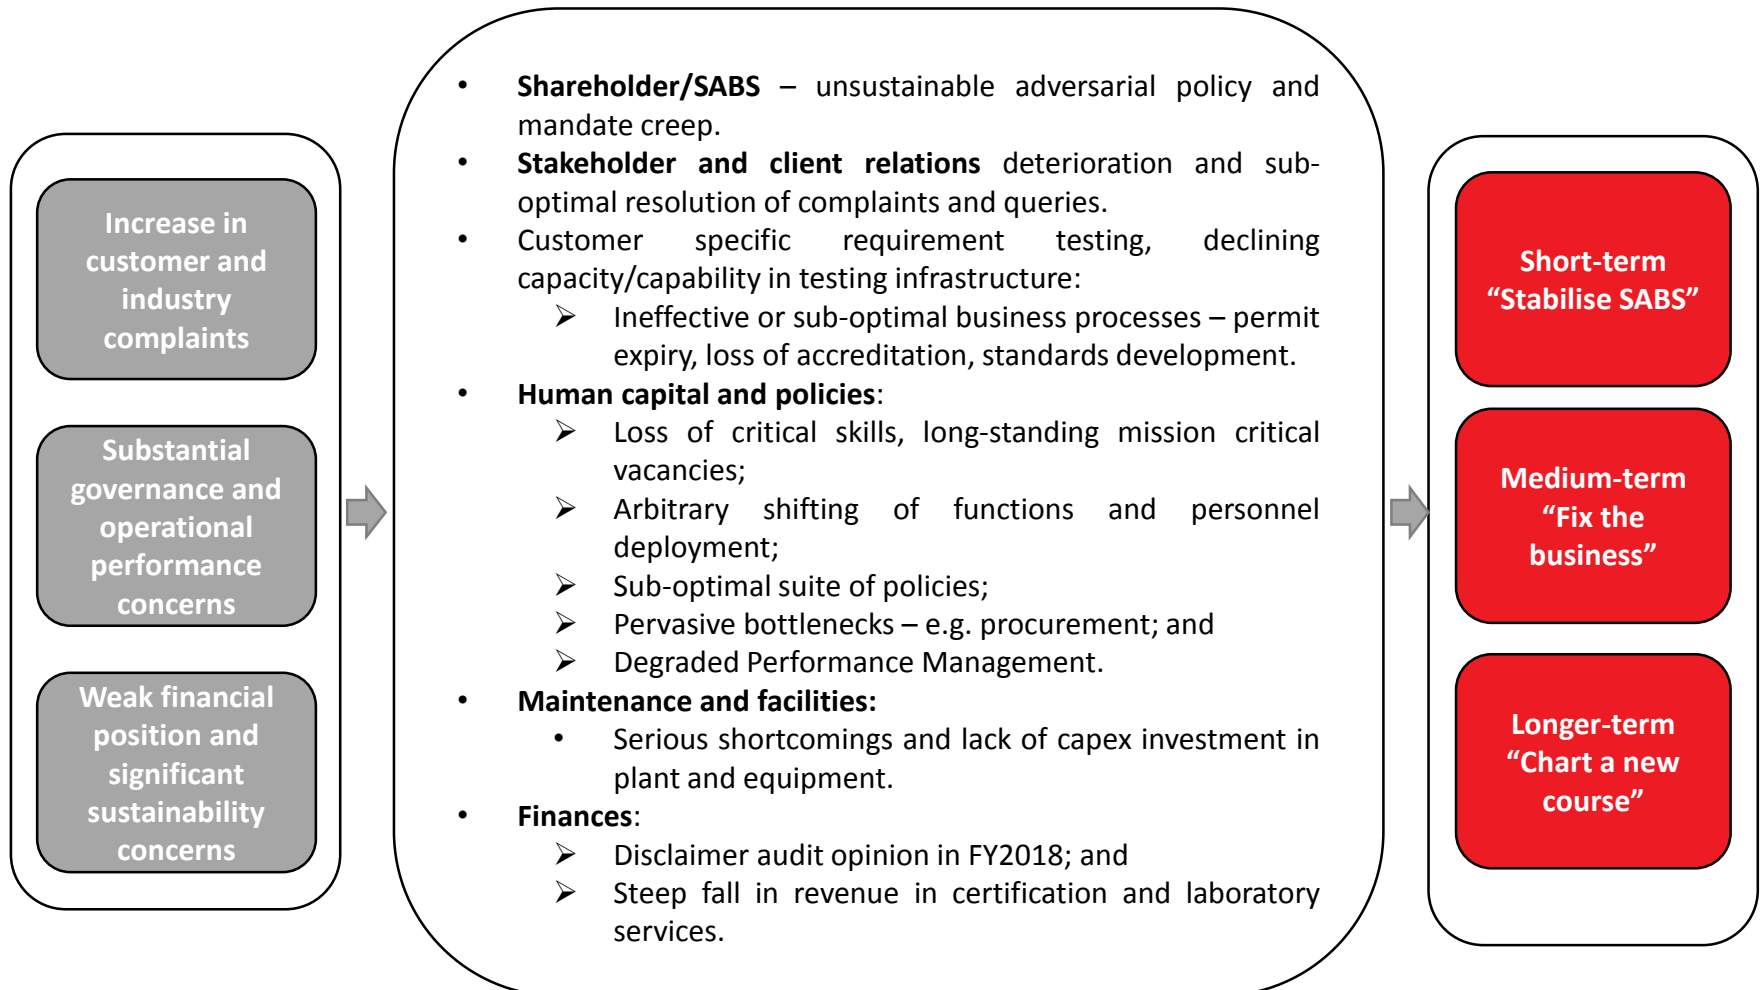 Increase in
customer and
industry
complaints
Substantial
governance and
operational
performance
concerns
Weak financial
position and
significant
sustainability
concerns
• Shareholder/SABS – unsustainable adversarial policy and
mandate creep.
• Stakeholder and client relations deterioration and sub-
optimal resolution of complaints and queries.
• Customer specific requirement testing, declining
capacity/capability in testing infrastructure:
➢ Ineffective or sub-optimal business processes – permit
expiry, loss of accreditation, standards development.
• Human capital and policies:
➢ Loss of critical skills, long-standing mission critical
vacancies;
➢ Arbitrary shifting of functions and personnel
deployment;
➢ Sub-optimal suite of policies;
➢ Pervasive bottlenecks – e.g. procurement; and
➢ Degraded Performance Management.
• Maintenance and facilities:
• Serious shortcomings and lack of capex investment in
plant and equipment.
• Finances:
➢ Disclaimer audit opinion in FY2018; and
➢ Steep fall in revenue in certification and laboratory
services.
Short-term
“Stabilise SABS”
Medium-term
“Fix the
business”
Longer-term
“Chart a new
course”